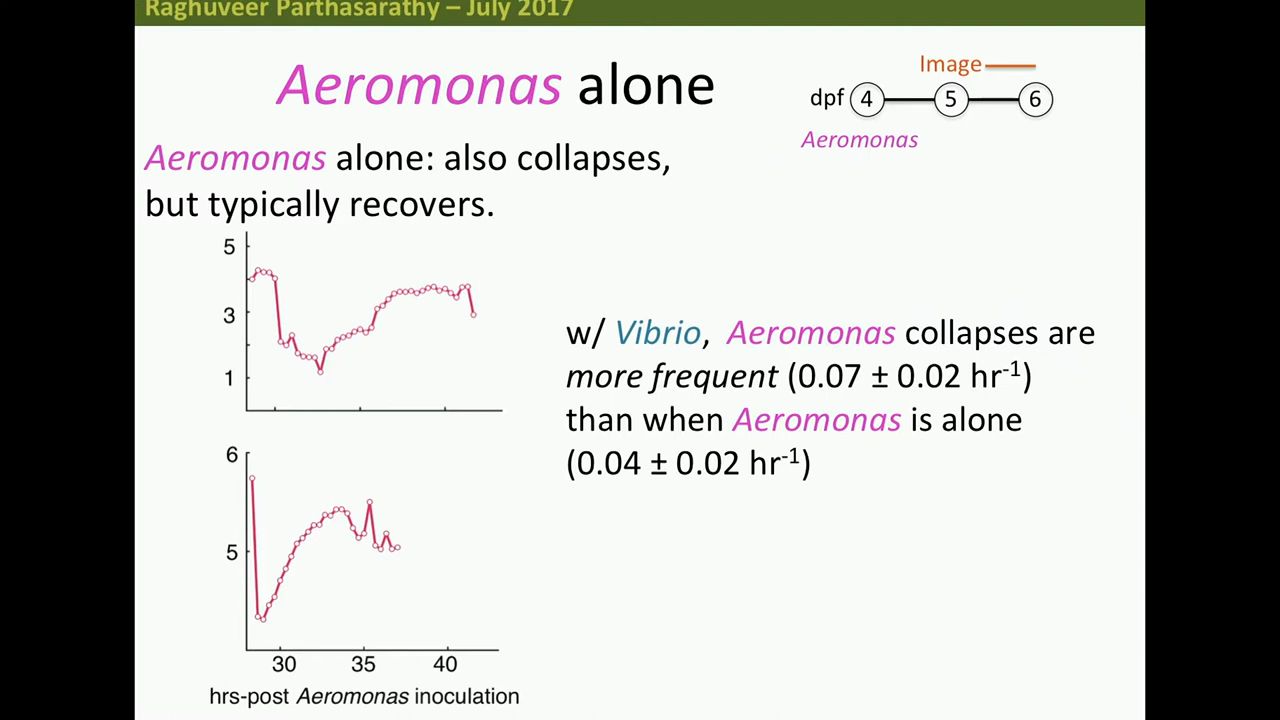 Raghuveer Parthasarathy – July 2017
Aeromonas alone
Image
dpf 4 5 6
Aeromonas
Aeromonas alone: also collapses,
but typically recovers.
5
3
1
w/ Vibrio, Aeromonas collapses are
more frequent (0.07 ± 0.02 hr-1)
than when Aeromonas is alone
(0.04 ± 0.02 hr-1)
6
5
30 35 40
hrs-post Aeromonas inoculation